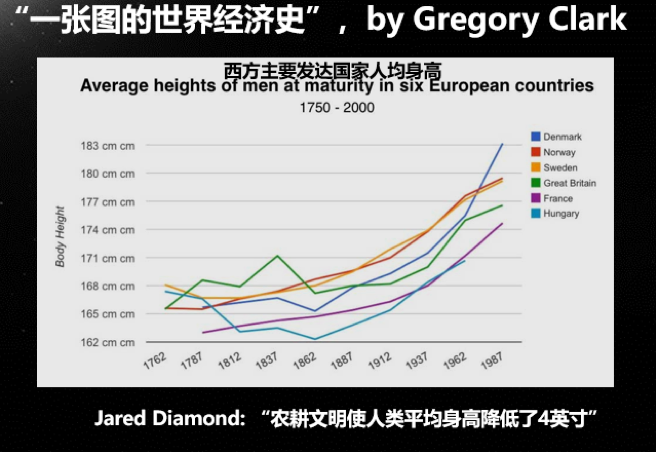 “一张图的世界经济史”，by Gregory Clark
西方主要发达国家人均身高
Average heights of men at maturity in six European countries
1750 - 2000
183 cm cm
180 cm cm
177 cm cm
174 cm cm
171 cm cm
168 cm cm
165 cm cm
162 cm cm
Body Height
1762
1787
1812
1837
1862
1887
1912
1937
1962
1987
Denmark
Norway
Sweden
Great Britain
France
Hungary
Jared Diamond: “农耕文明使人类平均身高降低了4英寸”